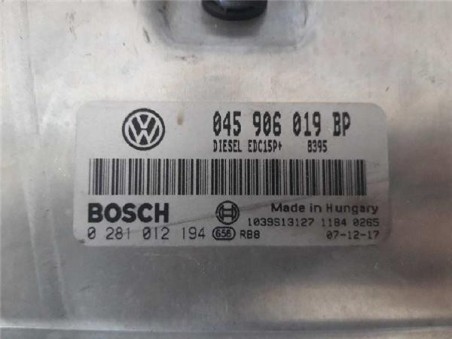 045 906 019 BP
DIESEL EDC15P+ B395
BOSCH
Made in Hungary
1039S13127 1184 0265
0 281 012 194 656 RB8 07-12-17